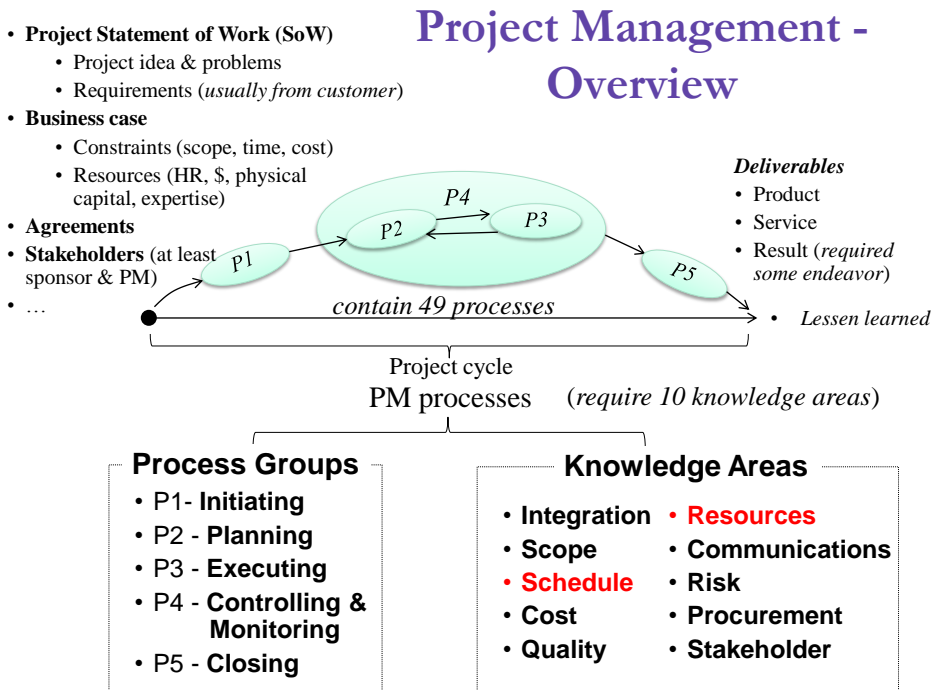 Project Management -
Overview
• Project Statement of Work (SoW)
• Project idea & problems
• Requirements (usually from customer)
• Business case
• Constraints (scope, time, cost)
• Resources (HR, $, physical
capital, expertise)
• Agreements
• Stakeholders (at least
sponsor & PM)
• …
P1
P2
P4
P3
P5
contain 49 processes
Deliverables
• Product
• Service
• Result (required
some endeavor)
• Lessen learned
Project cycle
PM processes (require 10 knowledge areas)
Process Groups
• P1- Initiating
• P2 - Planning
• P3 - Executing
• P4 - Controlling &
Monitoring
• P5 - Closing
Knowledge Areas
• Integration
• Scope
• Schedule
• Cost
• Quality
• Resources
• Communications
• Risk
• Procurement
• Stakeholder